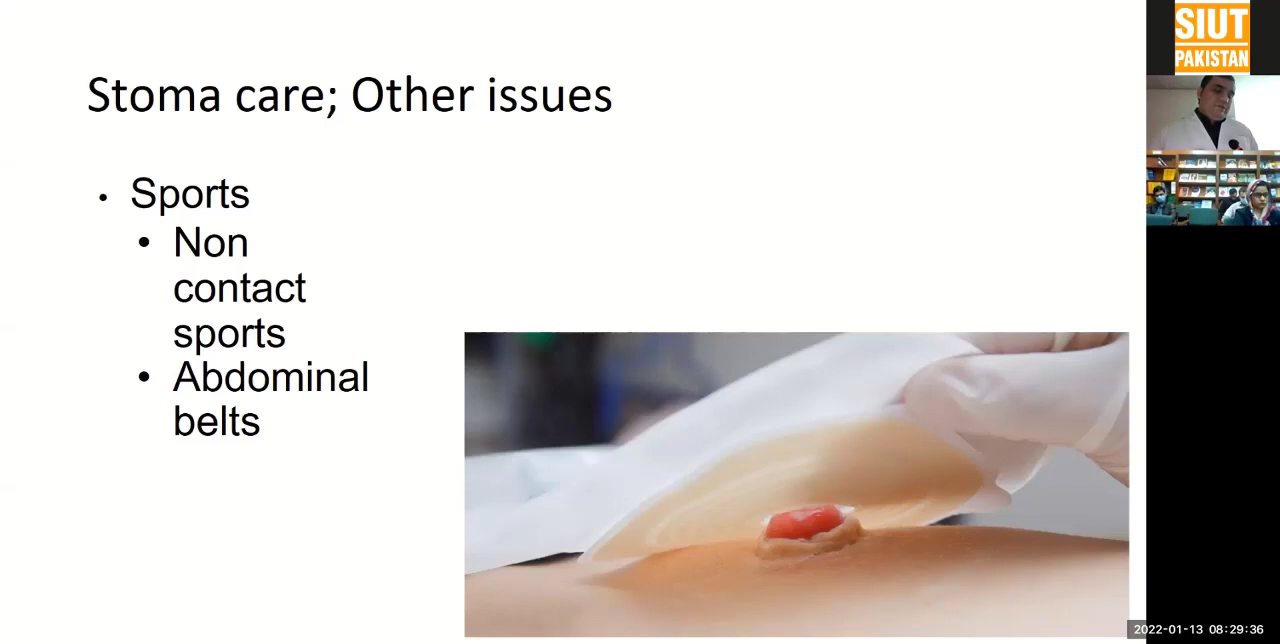 Stoma care; Other issues
• Sports
• Non
contact
sports
• Abdominal
belts
SIUT
PAKISTAN
2022-01-13 08:29:36